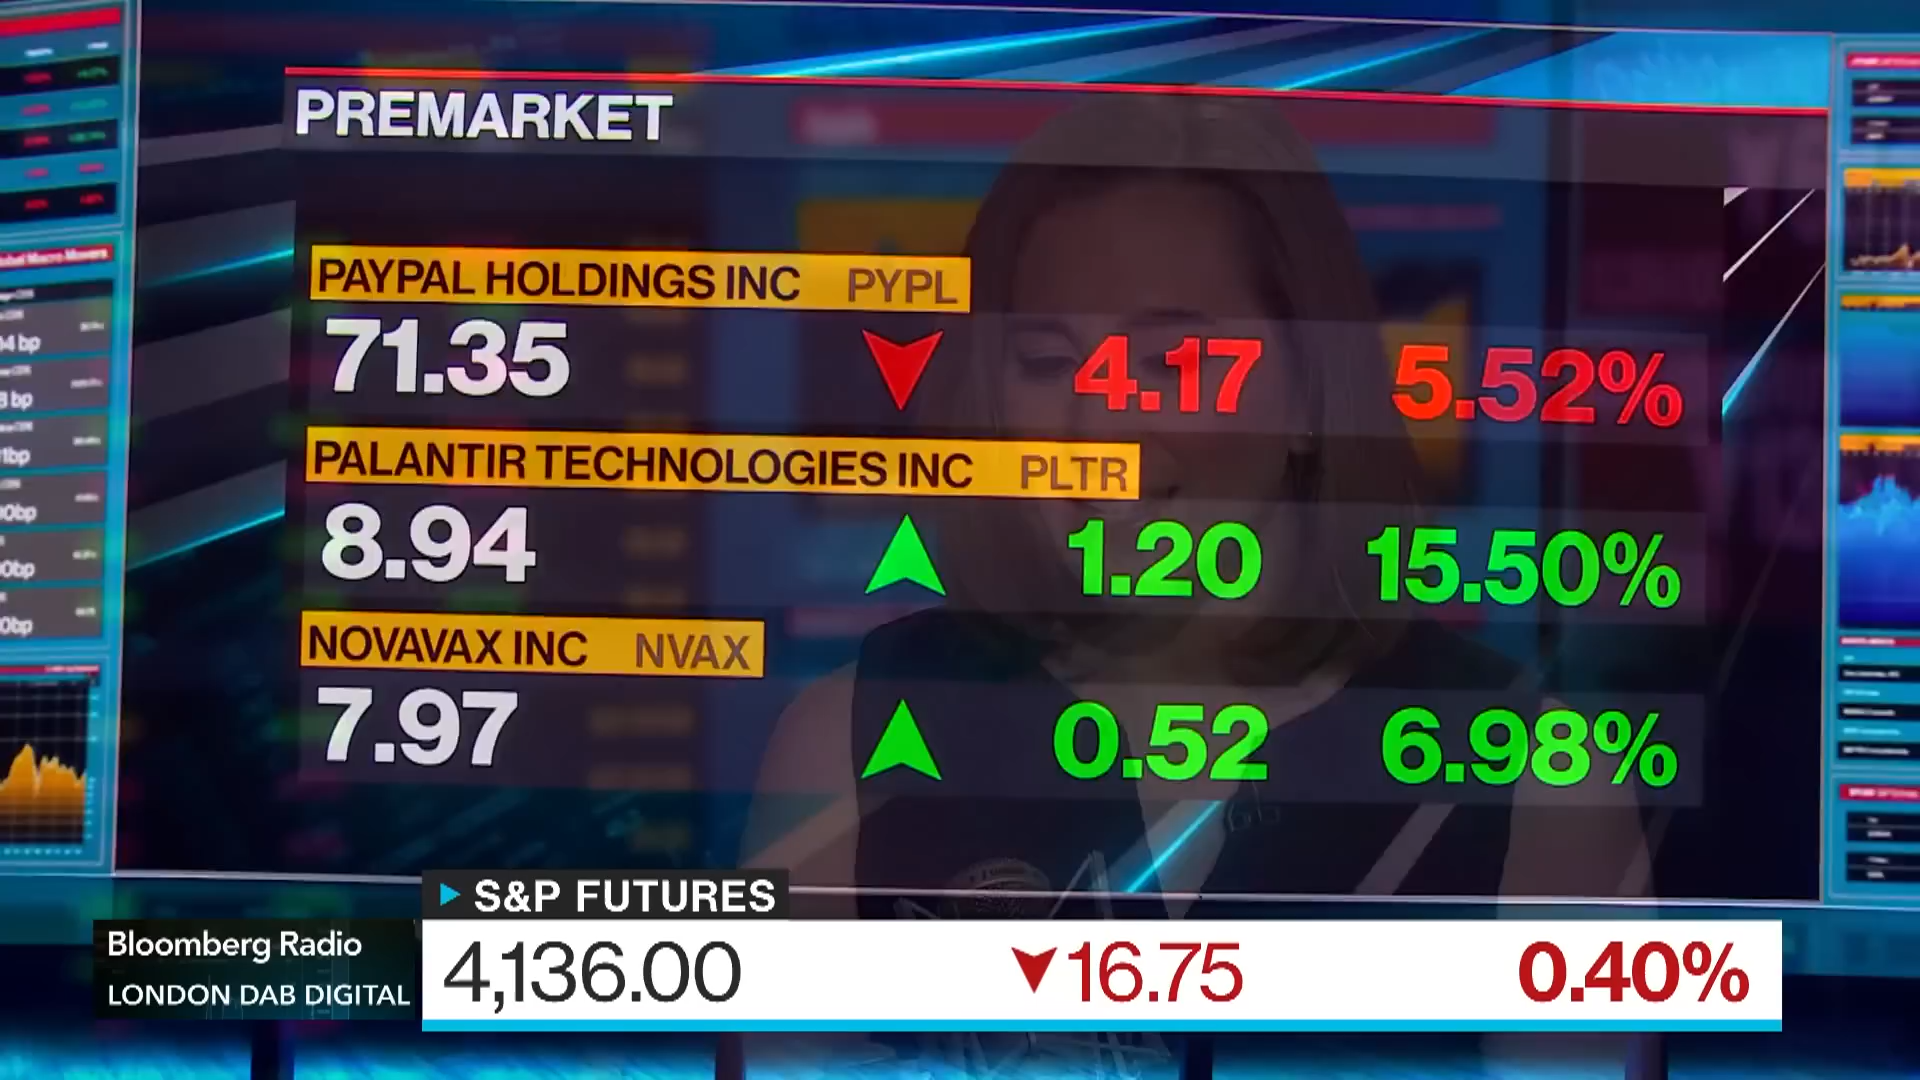 PREMARKET
PAYPAL HOLDINGS INC PYPL
71.35 4.17 5.52%
PALANTIR TECHNOLOGIES INC PLTR
8.94 1.20 15.50%
NOVAVAX INC NVAX
7.97 0.52 6.98%
S&P FUTURES
Bloomberg Radio
LONDON DAB DIGITAL
4,136.00 16.75 0.40%